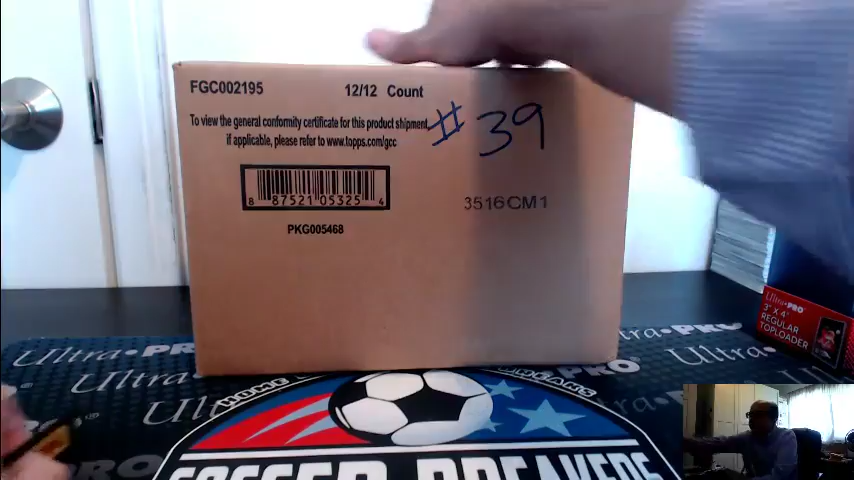 FGC002195 12/12 Count
To view the general conformity certificate for this product shipment,
if applicable, please refer to www.topps.com/gcc
# 39
8 87521 05325 4
3516CM1
PKG005468
Ultra·PRO
3" X 4"
REGULAR
TOPLOADER
Ultra·PRO
Ultra·PRO
Ultra·PRO
HOME
SOCCER BREAKERS